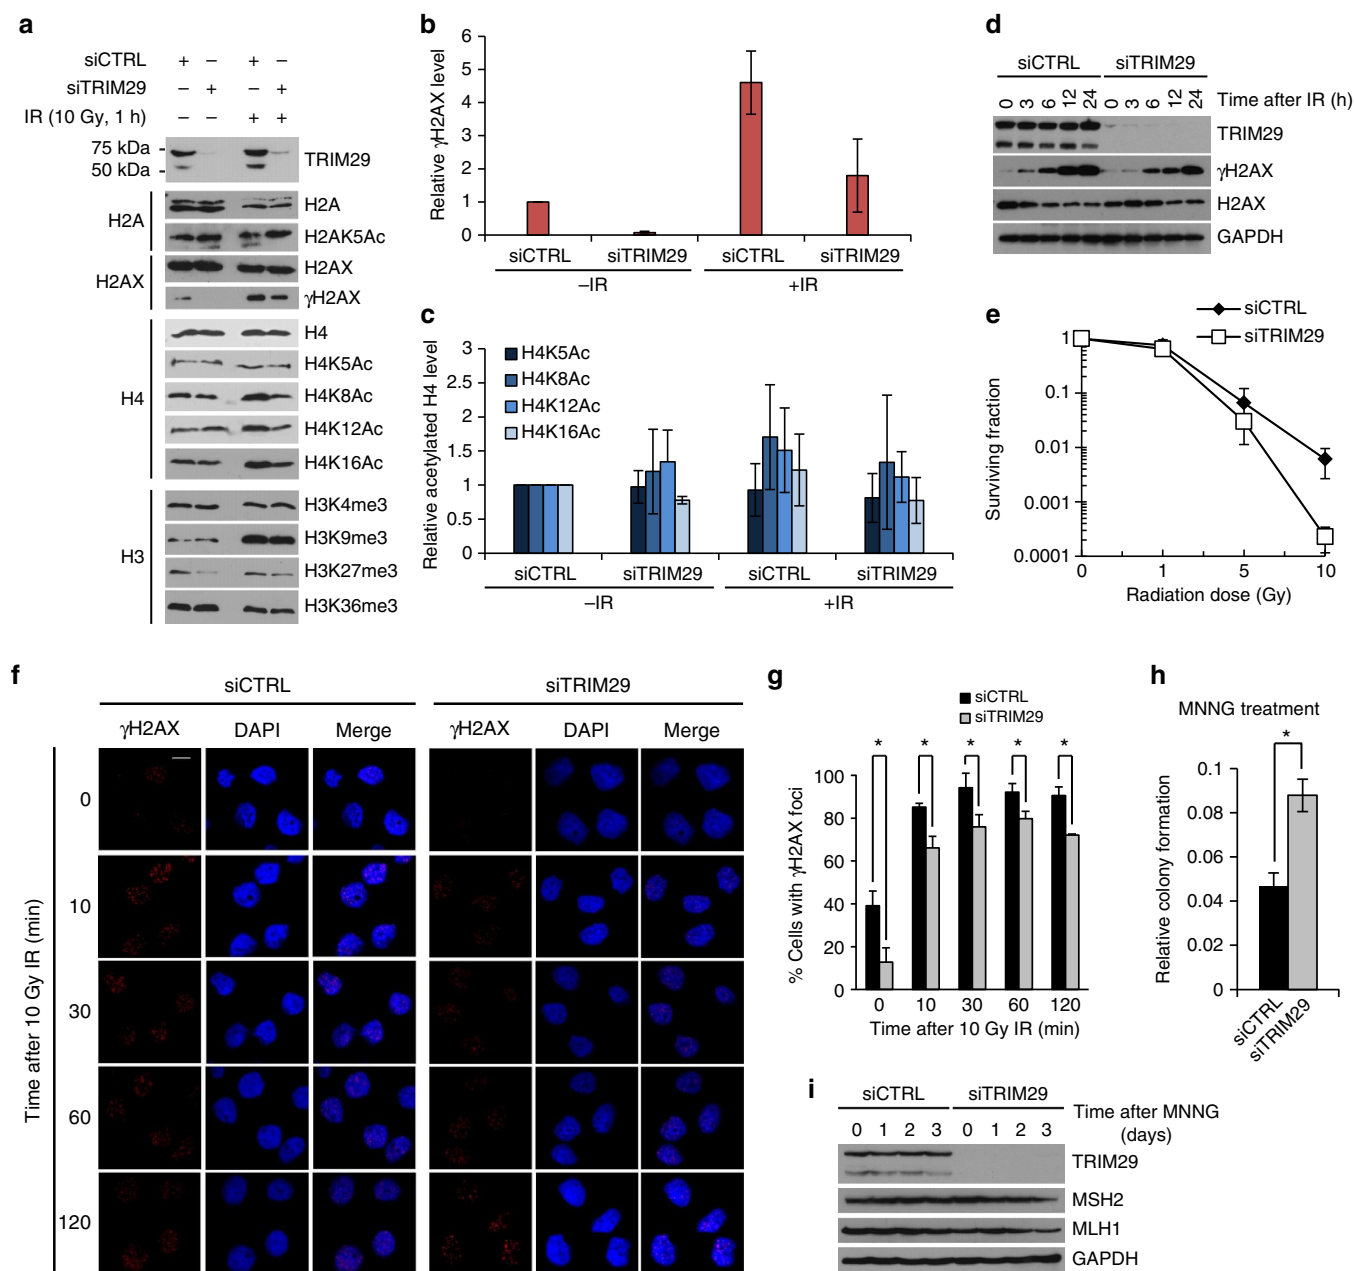 a
siCTRL + – + –
siTRIM29 – + – +
IR (10 Gy, 1 h) – – + +
75 kDa
50 kDa
TRIM29
H2A
H2A
H2AK5Ac
H2AX
H2AX
γH2AX
H4
H4
H4K5Ac
H4K8Ac
H4K12Ac
H4K16Ac
H3
H3K4me3
H3K9me3
H3K27me3
H3K36me3
b
Relative γH2AX level
6
5
4
3
2
1
0
siCTRL siTRIM29 siCTRL siTRIM29
–IR +IR
c
Relative acetylated H4 level
3
2.5
2
1.5
1
0.5
0
H4K5Ac
H4K8Ac
H4K12Ac
H4K16Ac
siCTRL siTRIM29 siCTRL siTRIM29
–IR +IR
d
siCTRL siTRIM29
0 3 6 12 24 0 3 6 12 24 Time after IR (h)
TRIM29
γH2AX
H2AX
GAPDH
e
siCTRL
siTRIM29
Surviving fraction
1
0.1
0.01
0.001
0.0001
0 1 5 10
Radiation dose (Gy)
f
siCTRL siTRIM29
γH2AX DAPI Merge γH2AX DAPI Merge
Time after 10 Gy IR (min)
0
10
30
60
120
g
siCTRL
siTRIM29
* * * * *
% Cells with γH2AX foci
100
80
60
40
20
0
0 10 30 60 120
Time after 10 Gy IR (min)
h
MNNG treatment
*
Relative colony formation
0.1
0.08
0.06
0.04
0.02
0
siCTRL
siTRIM29
i
siCTRL siTRIM29
0 1 2 3 0 1 2 3
Time after MNNG
(days)
TRIM29
MSH2
MLH1
GAPDH